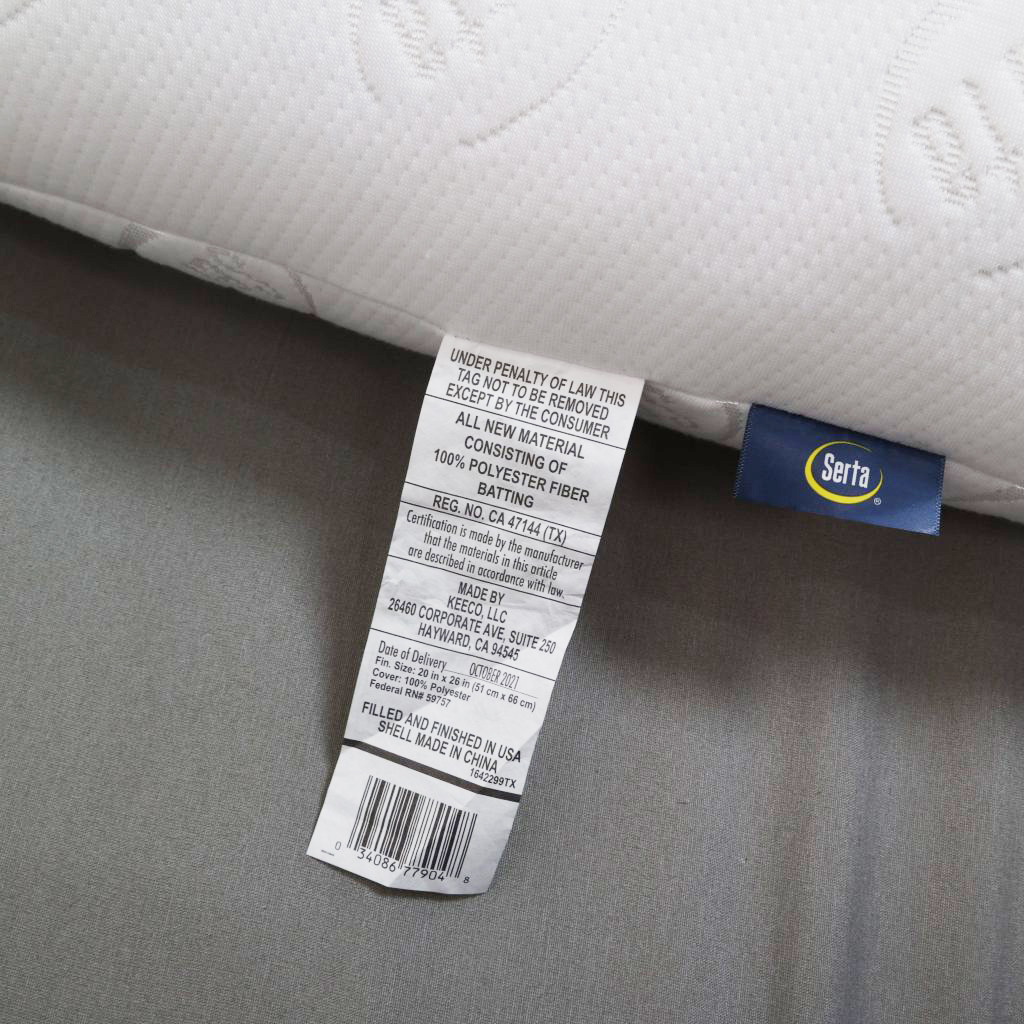 UNDER PENALTY OF LAW THIS
TAG NOT TO BE REMOVED
EXCEPT BY THE CONSUMER
ALL NEW MATERIAL
CONSISTING OF
100% POLYESTER FIBER
BATTING
REG. NO. CA 47144 (TX)
Certification is made by the manufacturer
that the materials in this article
are described in accordance with law.
MADE BY
KEECO, LLC
26460 CORPORATE AVE, SUITE 250
HAYWARD, CA 94545
Date of Delivery OCTOBER 2021
Fin. Size: 20 in x 26 in (51 cm x 66 cm)
Cover: 100% Polyester
Federal RN# 59757
FILLED AND FINISHED IN USA
SHELL MADE IN CHINA
1642299TX
0 34086 77904 8
Serta®